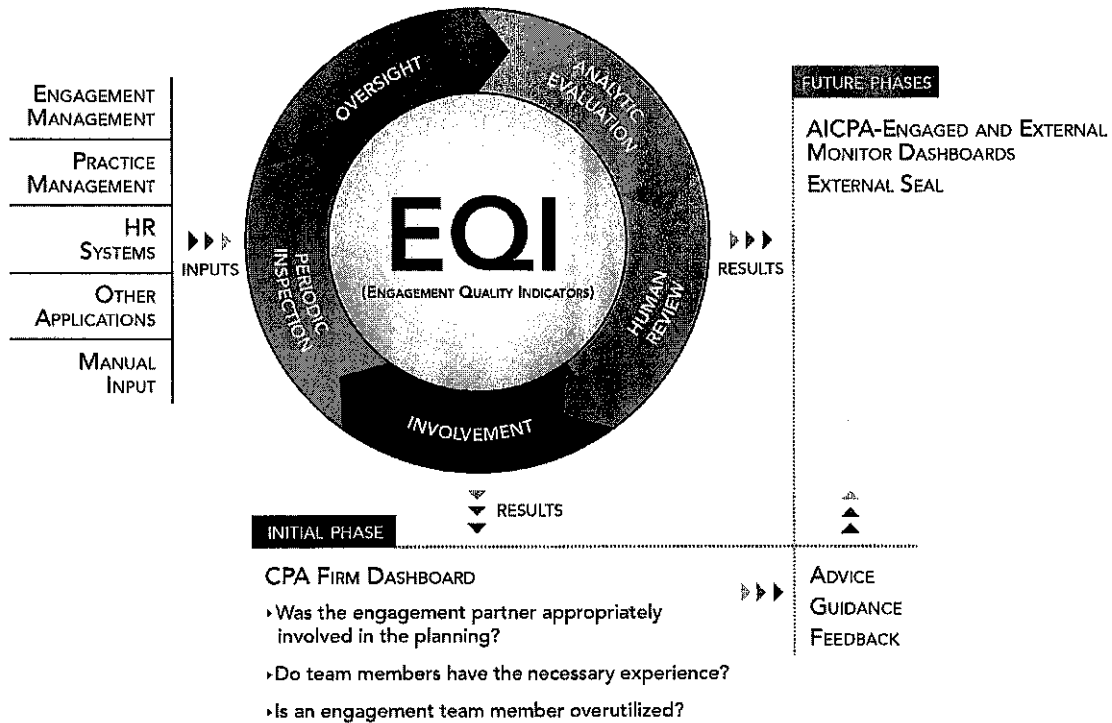 ENGAGEMENT
MANAGEMENT
PRACTICE
MANAGEMENT
HR
SYSTEMS
OTHER
APPLICATIONS
MANUAL
INPUT
INPUTS
OVERSIGHT
ANALYTIC
EVALUATION
HUMAN
REVIEW
INVOLVEMENT
PERIODIC
INSPECTION
EQI
(ENGAGEMENT QUALITY INDICATORS)
RESULTS
FUTURE PHASES
AICPA-ENGAGED AND EXTERNAL
MONITOR DASHBOARDS
EXTERNAL SEAL
RESULTS
INITIAL PHASE
CPA FIRM DASHBOARD
▸Was the engagement partner appropriately
involved in the planning?
▸Do team members have the necessary experience?
▸Is an engagement team member overutilized?
ADVICE
GUIDANCE
FEEDBACK